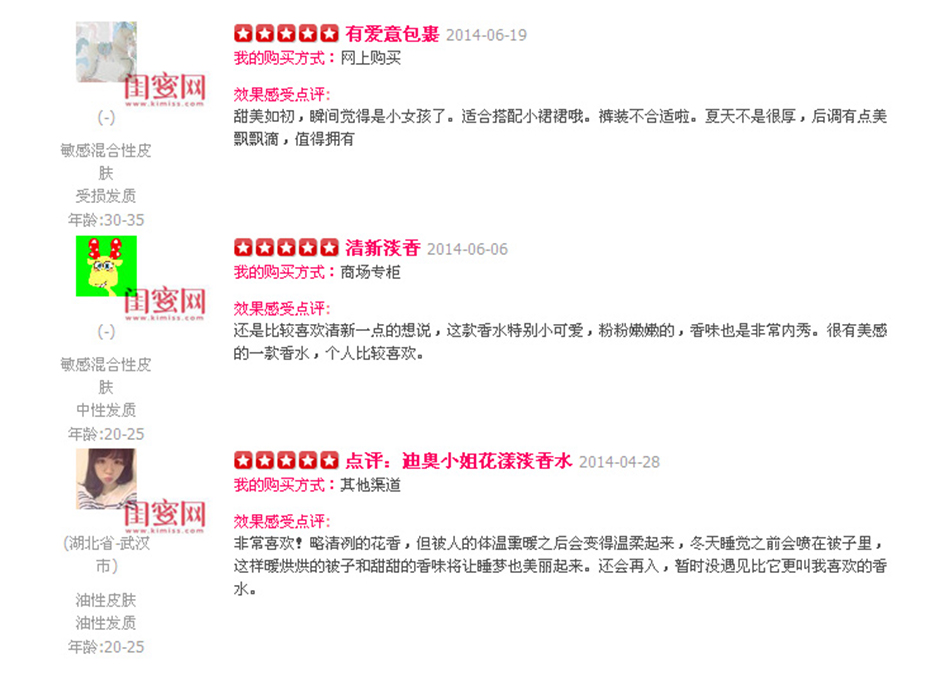 有爱意包裹 2014-06-19
我的购买方式：网上购买
效果感受点评:
甜美如初，瞬间觉得是小女孩了。适合搭配小裙裙哦。裤装不合适啦。夏天不是很厚，后调有点美
飘飘滴，值得拥有
闺蜜网
www.kimiss.com
(-)
敏感混合性皮
肤
受损发质
年龄:30-35
清新淡香 2014-06-06
我的购买方式：商场专柜
效果感受点评:
还是比较喜欢清新一点的想说，这款香水特别小可爱，粉粉嫩嫩的，香味也是非常内秀。很有美感
的一款香水，个人比较喜欢。
闺蜜网
www.kimiss.com
(-)
敏感混合性皮
肤
中性发质
年龄:20-25
点评：迪奥小姐花漾淡香水 2014-04-28
我的购买方式：其他渠道
效果感受点评:
非常喜欢！略清冽的花香，但被人的体温熏暖之后会变得温柔起来，冬天睡觉之前会喷在被子里，
这样暖烘烘的被子和甜甜的香味将让睡梦也美丽起来。还会再入，暂时没遇见比它更叫我喜欢的香
水。
闺蜜网
www.kimiss.com
(湖北省-武汉
市)
油性皮肤
油性发质
年龄:20-25